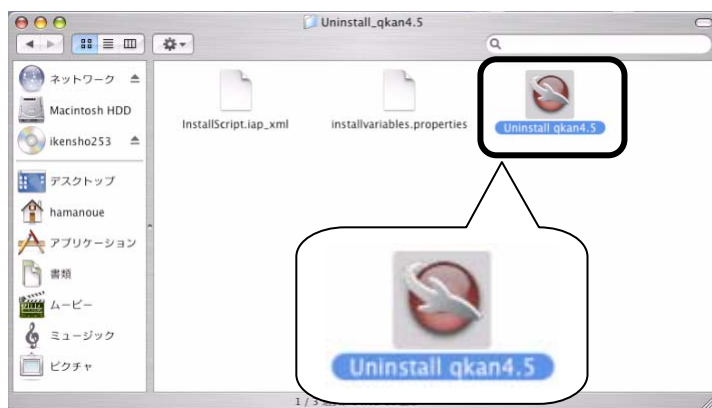 Uninstall_qkan4.5
ネットワーク
Macintosh HDD
ikensho253
デスクトップ
hamanoue
アプリケーション
書類
ムービー
ミュージック
ピクチャ
InstallScript.iap_xml
installvariables.properties
Uninstall qkan4.5
Uninstall qkan4.5
1 / 3